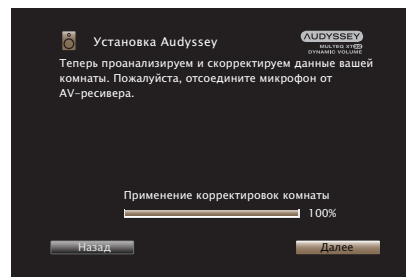 Установка Audyssey
AUDYSSEY
MULTEQ XT32
DYNAMIC VOLUME
Теперь проанализируем и скорректируем данные вашей
комнаты. Пожалуйста, отсоедините микрофон от
AV-ресивера.
Применение корректировок комнаты
100%
Назад
Далее